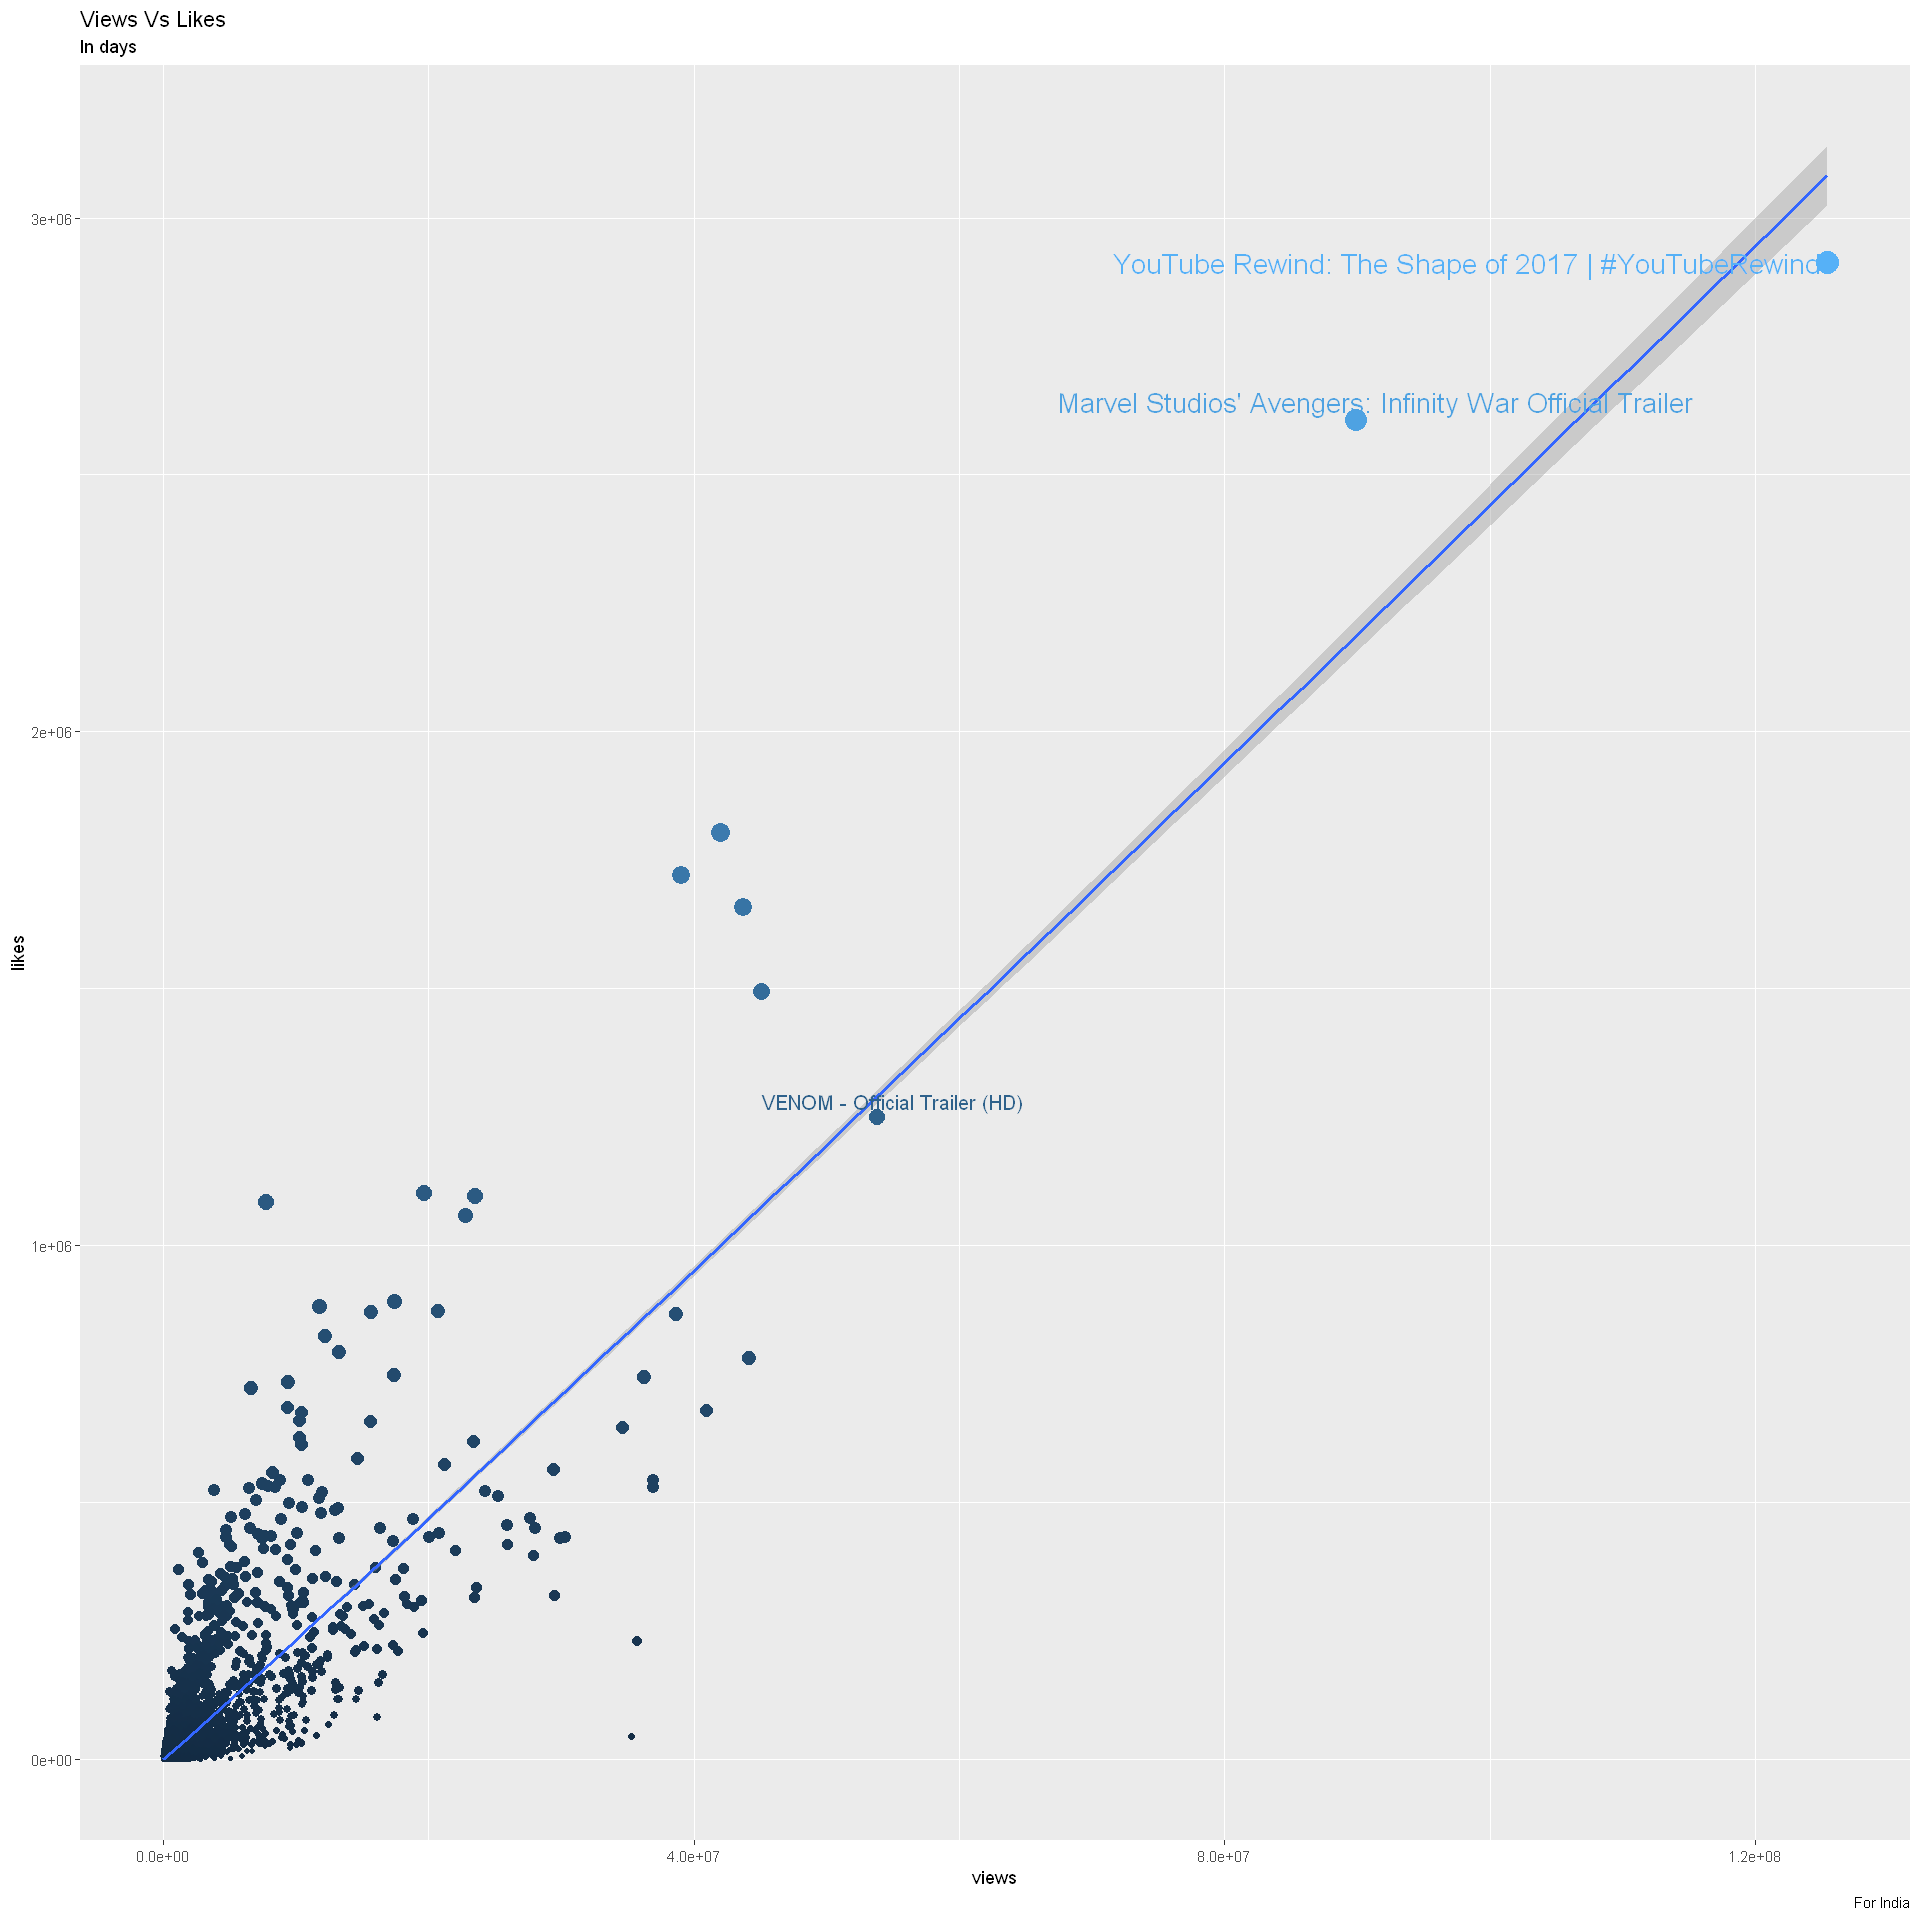 Views Vs Likes
In days
3e+06
YouTube Rewind: The Shape of 2017 | #YouTubeRewind
Marvel Studios' Avengers: Infinity War Official Trailer
2e+06
likes
VENOM - Official Trailer (HD)
1e+06
0e+00
0.0e+00 4.0e+07 8.0e+07 1.2e+08
views
For India